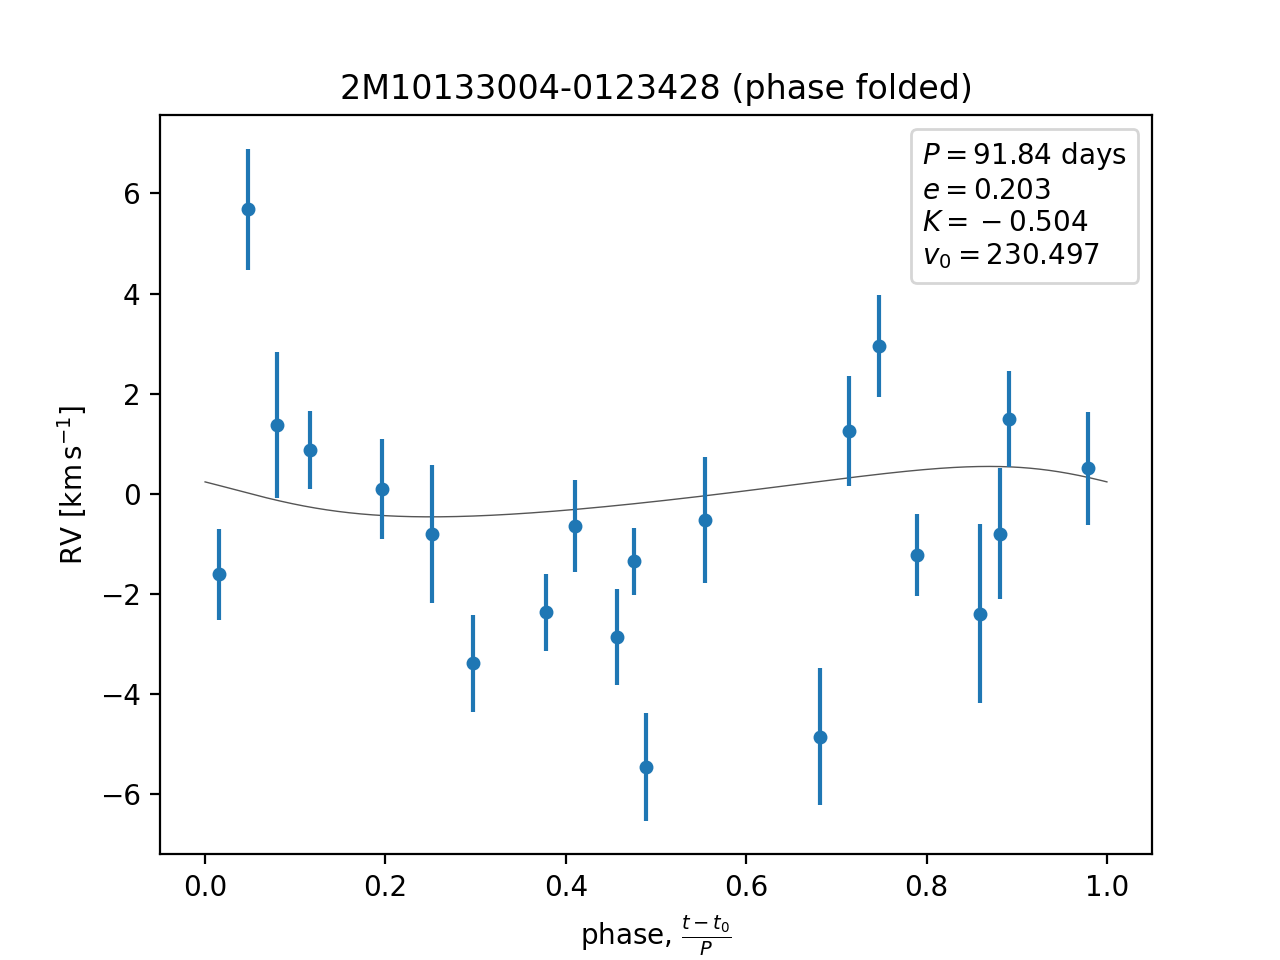 2M10133004-0123428 (phase folded)
P = 91.84 days
e = 0.203
K = −0.504
v₀ = 230.497
RV [km s⁻¹]
6
4
2
0
−2
−4
−6
0.0 0.2 0.4 0.6 0.8 1.0
phase, (t − t₀)/P